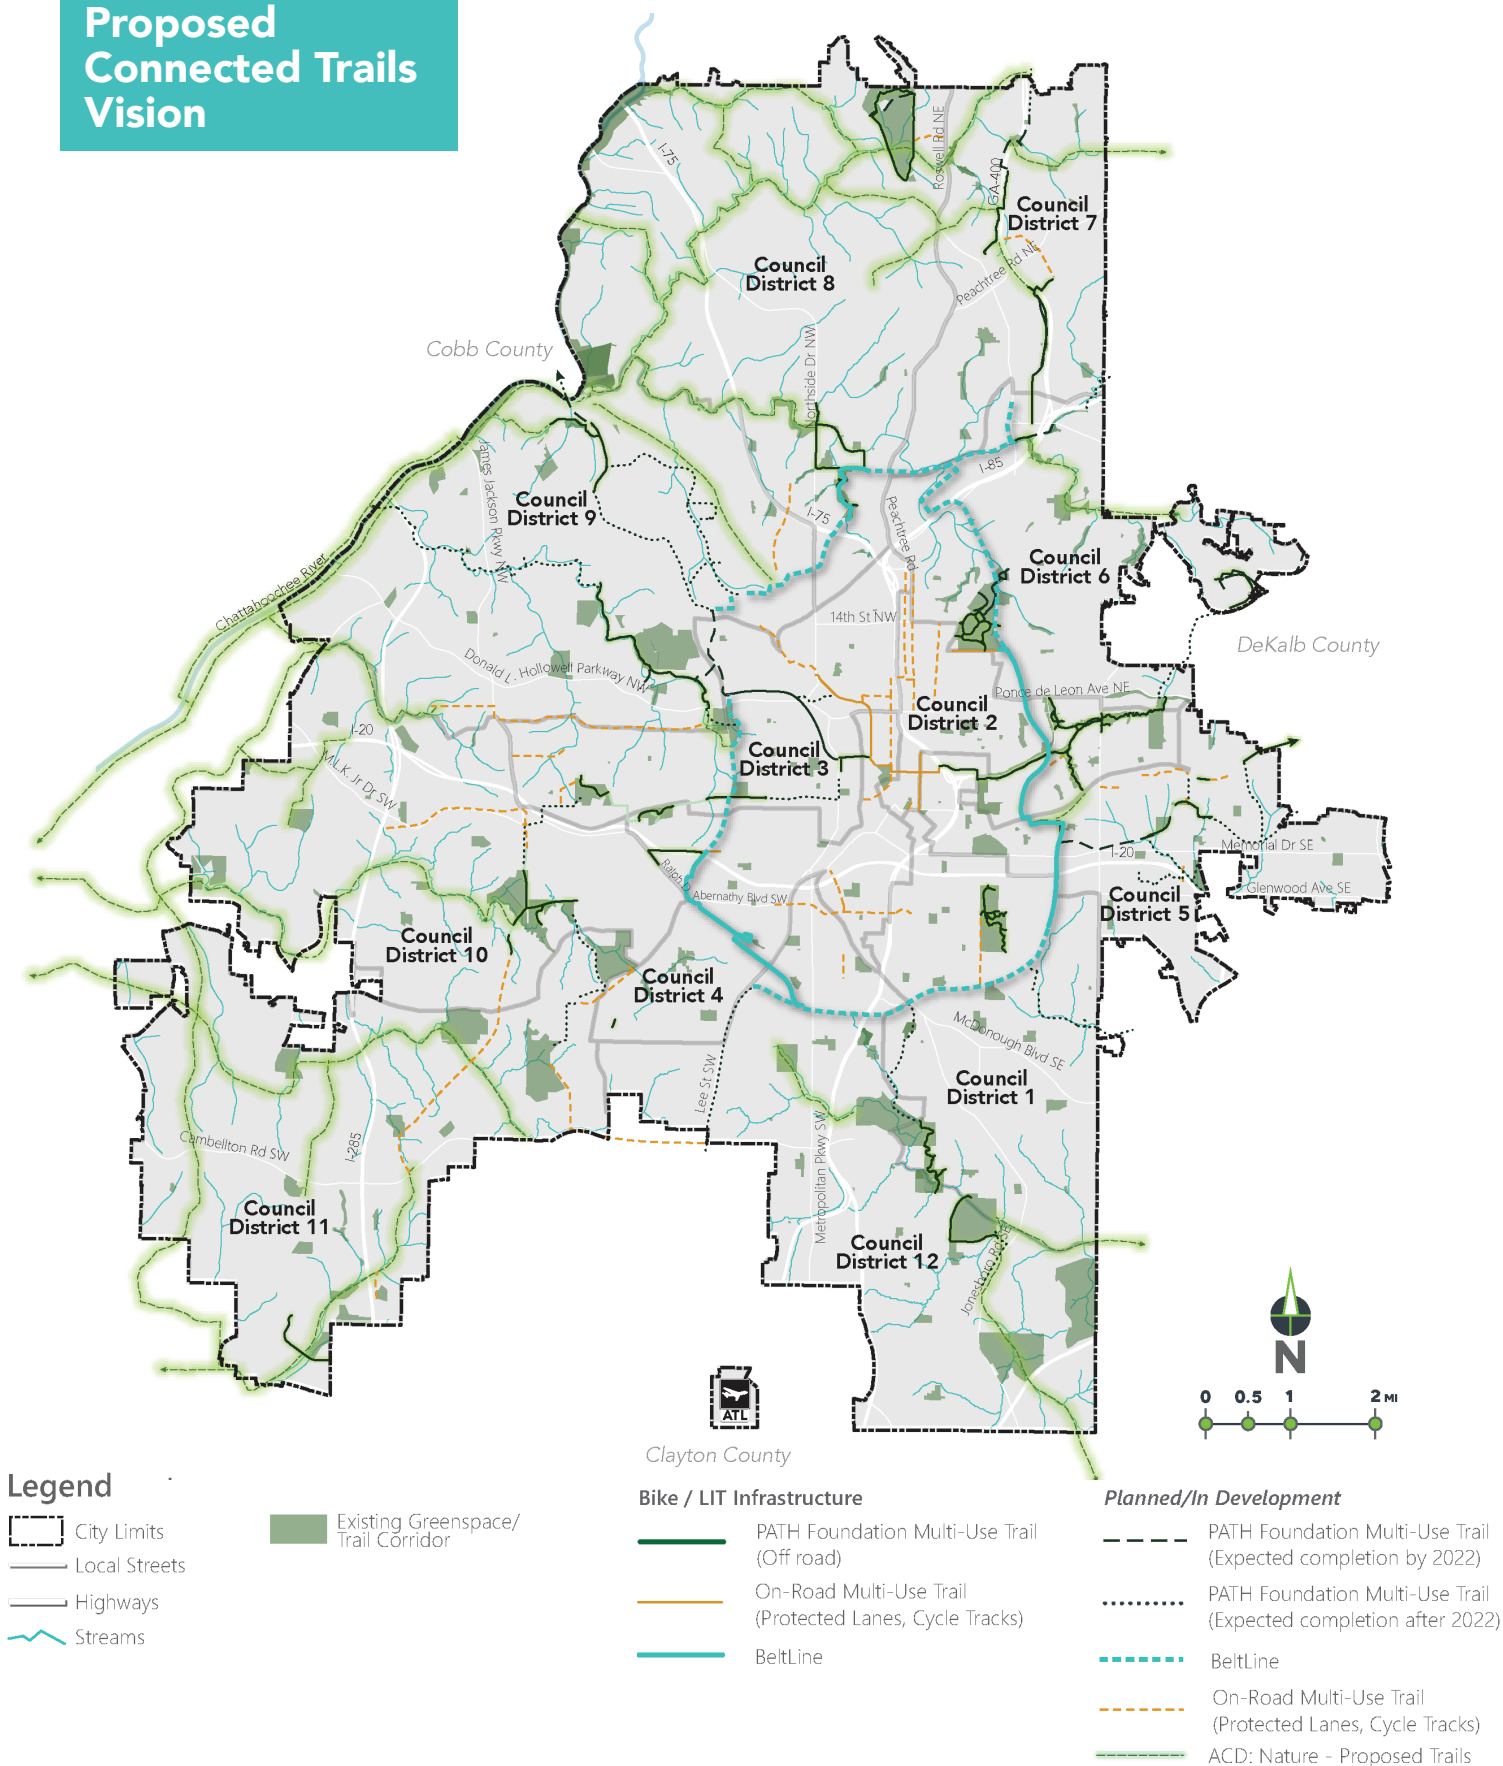 Proposed
Connected Trails
Vision
I-75
Roswell Rd NE
GA-400
Council
District 7
Peachtree Rd NE
Council
District 8
Cobb County
Northside Dr NW
I-85
James Jackson Pkwy NW
Council
District 9
I-75
Peachtree Rd
Council
District 6
Chattahoochee River
14th St NW
DeKalb County
Donald L. Hollowell Parkway NW
Ponce de Leon Ave NE
Council
District 2
I-20
Council
District 3
M.L.K. Jr Dr SW
I-20
Memorial Dr SE
Ralph D. Abernathy Blvd SW
Glenwood Ave SE
Council
District 5
Council
District 10
Council
District 4
McDonough Blvd SE
Lee St SW
Council
District 1
Cambellton Rd SW
I-285
Metropolitan Pkwy SW
Council
District 11
Council
District 12
Jonesboro Rd SE
N
ATL
0 0.5 1 2 MI
Clayton County
Legend
City Limits
Local Streets
Highways
Streams
Existing Greenspace/
Trail Corridor
Bike / LIT Infrastructure
PATH Foundation Multi-Use Trail
(Off road)
On-Road Multi-Use Trail
(Protected Lanes, Cycle Tracks)
BeltLine
Planned/In Development
PATH Foundation Multi-Use Trail
(Expected completion by 2022)
PATH Foundation Multi-Use Trail
(Expected completion after 2022)
BeltLine
On-Road Multi-Use Trail
(Protected Lanes, Cycle Tracks)
ACD: Nature - Proposed Trails